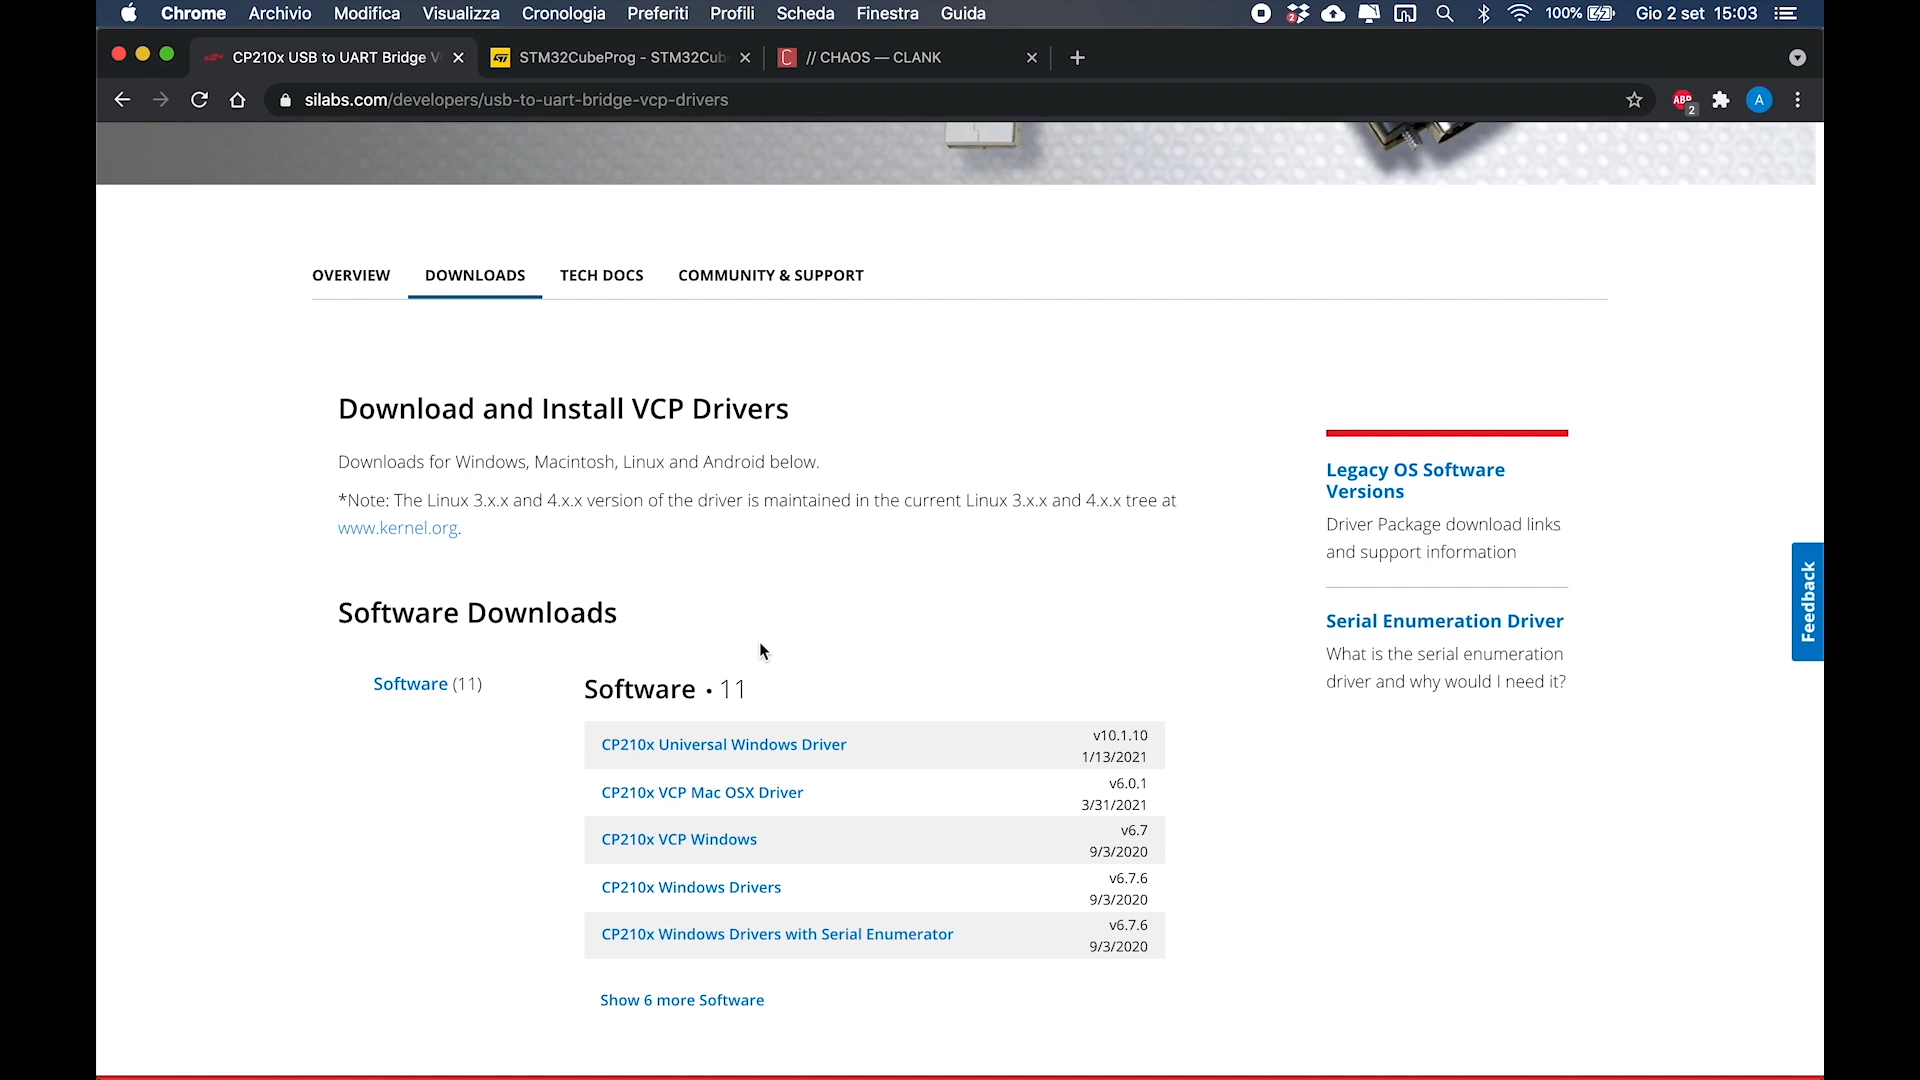 Chrome Archivio Modifica Visualizza Cronologia Preferiti Profili Scheda Finestra Guida 2 100% Gio 2 set 15:03
CP210x USB to UART Bridge V STM32CubeProg - STM32Cub // CHAOS — CLANK
silabs.com/developers/usb-to-uart-bridge-vcp-drivers ABP 2 A
OVERVIEW DOWNLOADS TECH DOCS COMMUNITY & SUPPORT
Download and Install VCP Drivers
Downloads for Windows, Macintosh, Linux and Android below.
*Note: The Linux 3.x.x and 4.x.x version of the driver is maintained in the current Linux 3.x.x and 4.x.x tree at
www.kernel.org.
Software Downloads
Software (11)
Software • 11
CP210x Universal Windows Driver v10.1.10
1/13/2021
CP210x VCP Mac OSX Driver v6.0.1
3/31/2021
CP210x VCP Windows v6.7
9/3/2020
CP210x Windows Drivers v6.7.6
9/3/2020
CP210x Windows Drivers with Serial Enumerator v6.7.6
9/3/2020
Show 6 more Software
Legacy OS Software
Versions
Driver Package download links
and support information
Serial Enumeration Driver
What is the serial enumeration
driver and why would I need it?
Feedback